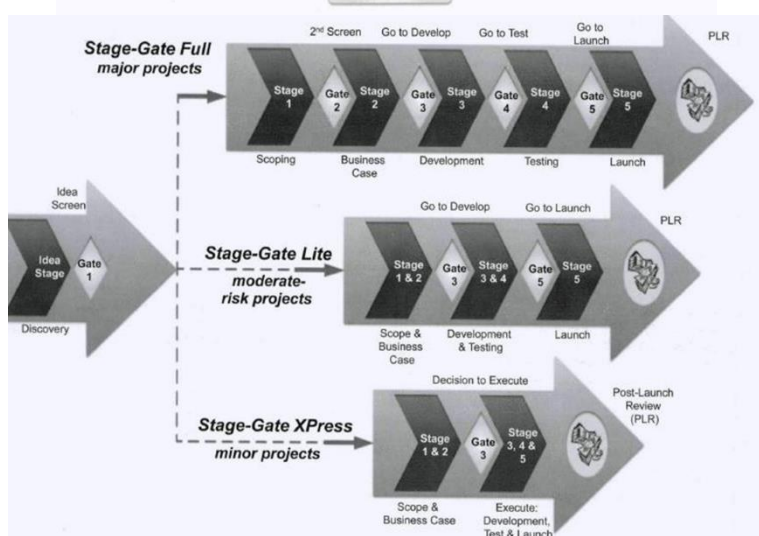 Stage-Gate Full
major projects
2nd Screen
Go to Develop
Go to Test
Go to
Launch
PLR
Stage
1
Gate
2
Stage
2
Gate
3
Stage
3
Gate
4
Stage
4
Gate
5
Stage
5
Scoping
Business
Case
Development
Testing
Launch
Idea
Screen
Idea
Stage
Gate
1
Discovery
Stage-Gate Lite
moderate-
risk projects
Go to Develop
Go to Launch
PLR
Stage
1 & 2
Gate
3
Stage
3 & 4
Gate
5
Stage
5
Scope &
Business
Case
Development
& Testing
Launch
Stage-Gate XPress
minor projects
Decision to Execute
Post-Launch
Review
(PLR)
Stage
1 & 2
Gate
3
Stage
3, 4 &
5
Scope &
Business Case
Execute:
Development,
Test & Launch